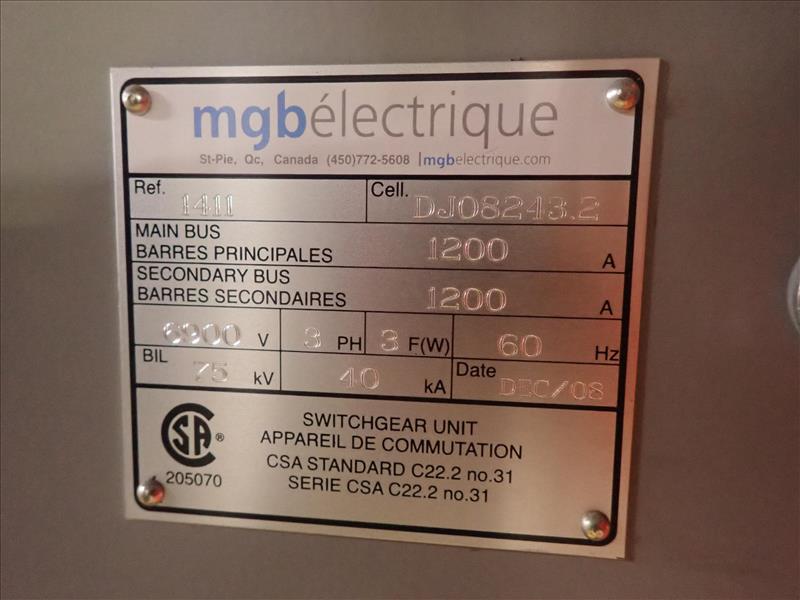 mgbélectrique
St-Pie, Qc, Canada (450)772-5608 | mgbelectrique.com
Ref. 1411 Cell. DJ08243.2
MAIN BUS
BARRES PRINCIPALES 1200 A
SECONDARY BUS
BARRES SECONDAIRES 1200 A
6900 V 3 PH 3 F(W) 60 Hz
BIL 75 kV 40 kA Date DEC/08
CSA ®
205070
SWITCHGEAR UNIT
APPAREIL DE COMMUTATION
CSA STANDARD C22.2 no.31
SERIE CSA C22.2 no.31